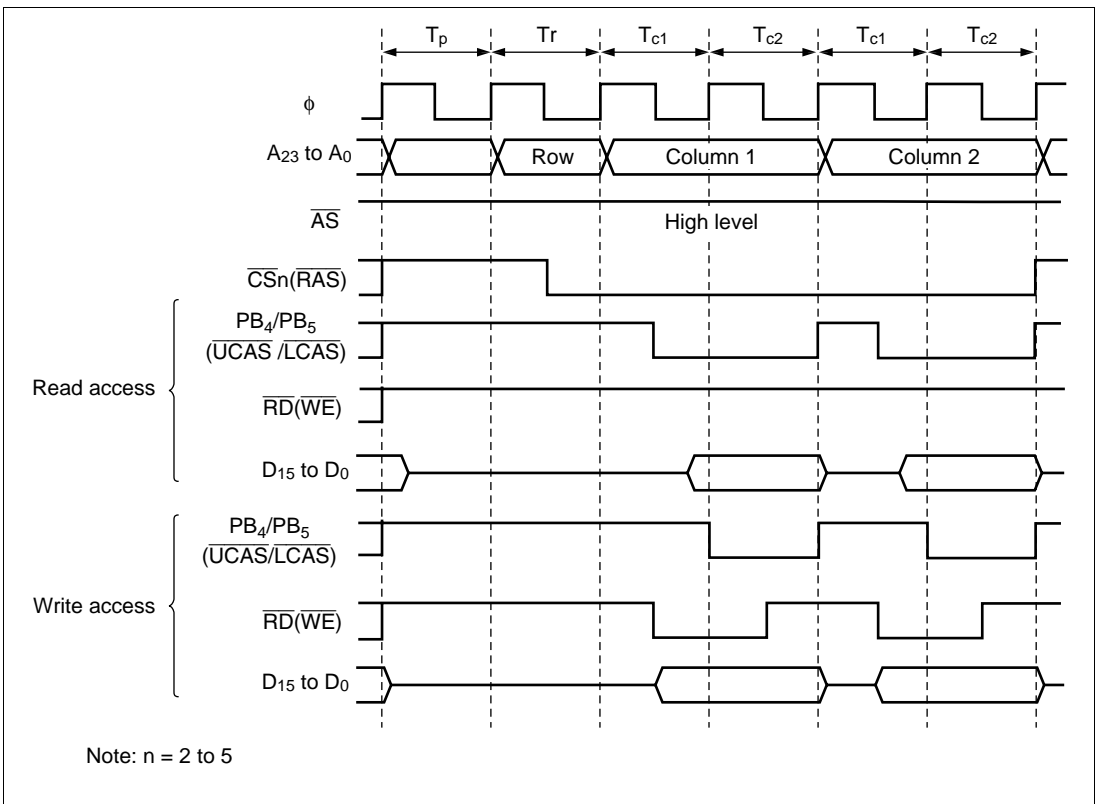 Tp Tr Tc1 Tc2 Tc1 Tc2
φ
A23 to A0 Row Column 1 Column 2
AS High level
CSn(RAS)
PB4/PB5
(UCAS /LCAS)
Read access
RD(WE)
D15 to D0
PB4/PB5
(UCAS/LCAS)
Write access
RD(WE)
D15 to D0
Note: n = 2 to 5